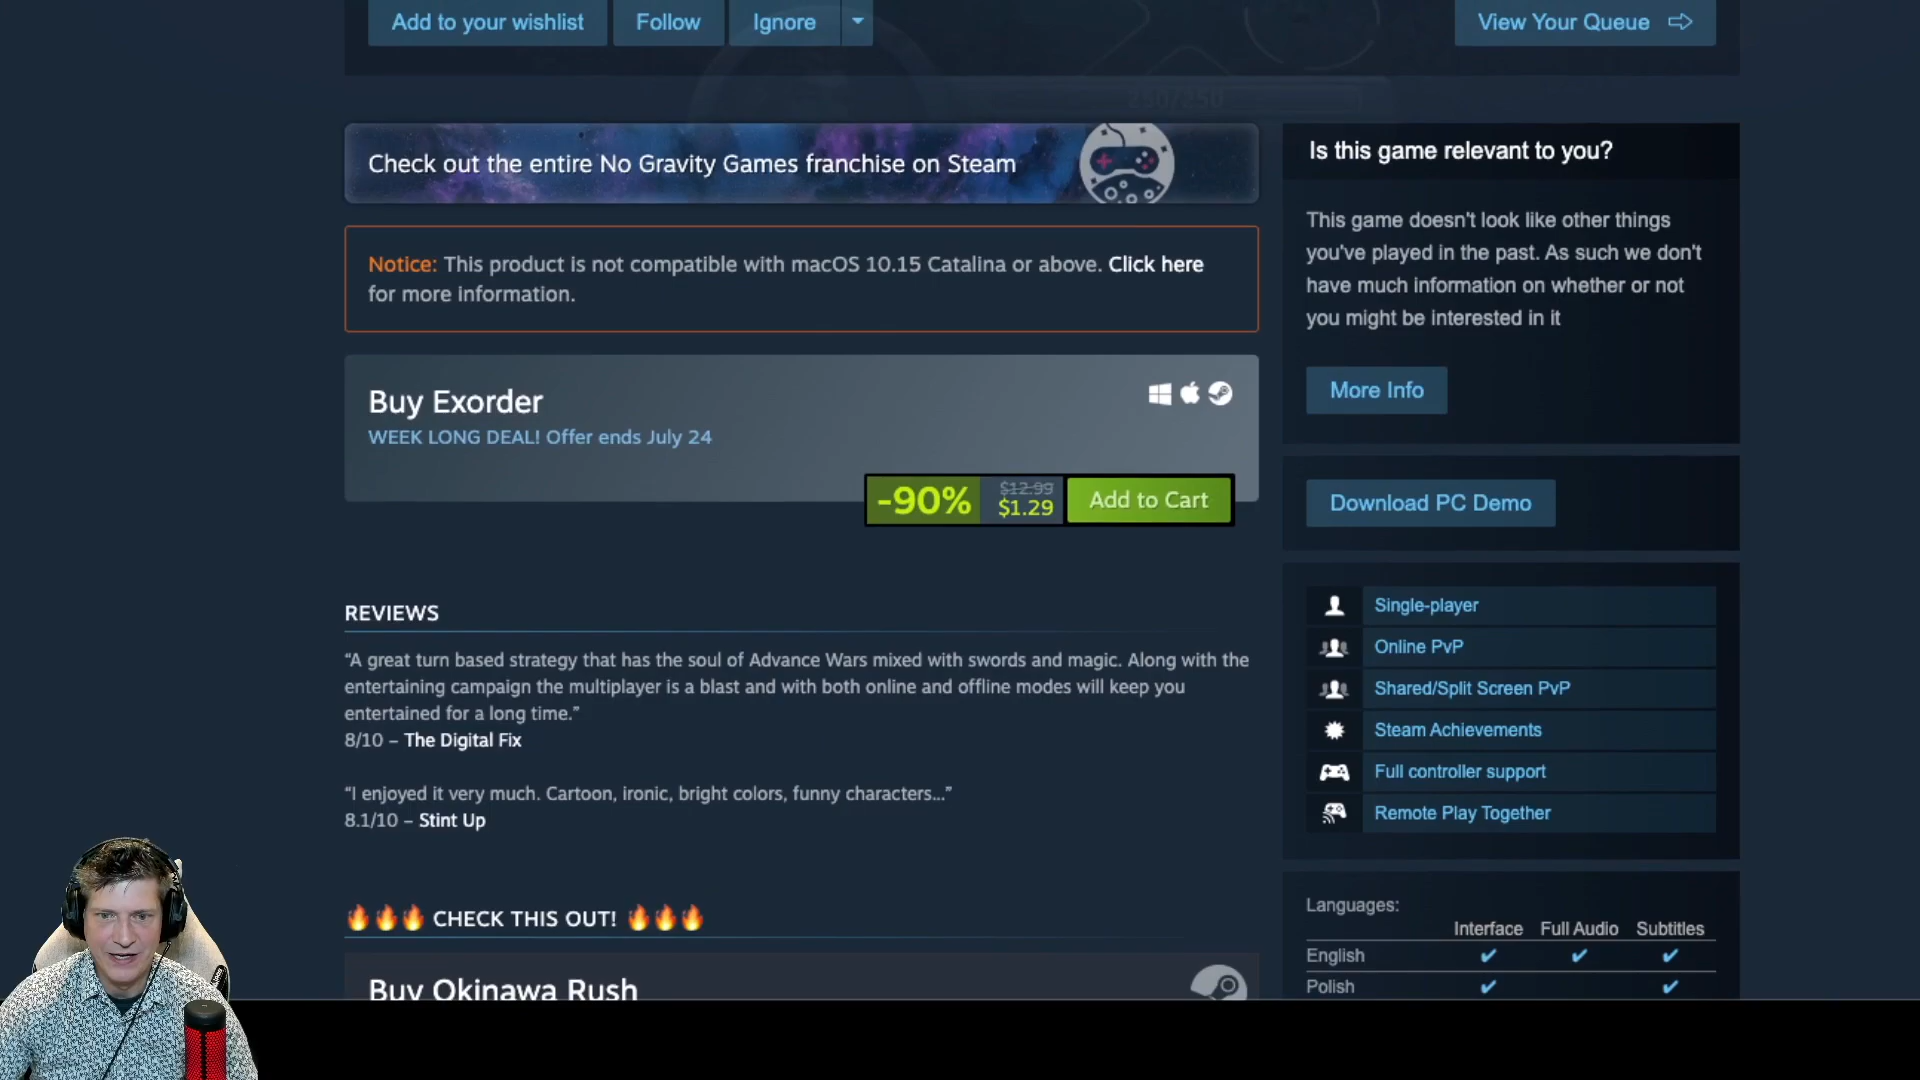 Add to your wishlist
Follow
Ignore
View Your Queue
250/250
Check out the entire No Gravity Games franchise on Steam
Notice: This product is not compatible with macOS 10.15 Catalina or above. Click here
for more information.
Buy Exorder
WEEK LONG DEAL! Offer ends July 24
-90%
$12.99
$1.29
Add to Cart
REVIEWS
“A great turn based strategy that has the soul of Advance Wars mixed with swords and magic. Along with the
entertaining campaign the multiplayer is a blast and with both online and offline modes will keep you
entertained for a long time.”
8/10 – The Digital Fix
“I enjoyed it very much. Cartoon, ironic, bright colors, funny characters...”
8.1/10 – Stint Up
🔥🔥🔥 CHECK THIS OUT! 🔥🔥🔥
Buy Okinawa Rush
Is this game relevant to you?
This game doesn't look like other things
you've played in the past. As such we don't
have much information on whether or not
you might be interested in it
More Info
Download PC Demo
Single-player
Online PvP
Shared/Split Screen PvP
Steam Achievements
Full controller support
Remote Play Together
Languages:
Interface Full Audio Subtitles
English ✔ ✔ ✔
Polish ✔ ✔